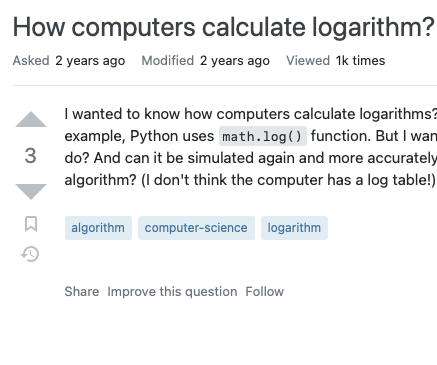 How computers calculate logarithm?
Asked 2 years ago Modified 2 years ago Viewed 1k times
I wanted to know how computers calculate logarithms?
example, Python uses math.log() function. But I wan
3
do? And can it be simulated again and more accurately
algorithm? (I don't think the computer has a log table!)
algorithm computer-science logarithm
Share Improve this question Follow